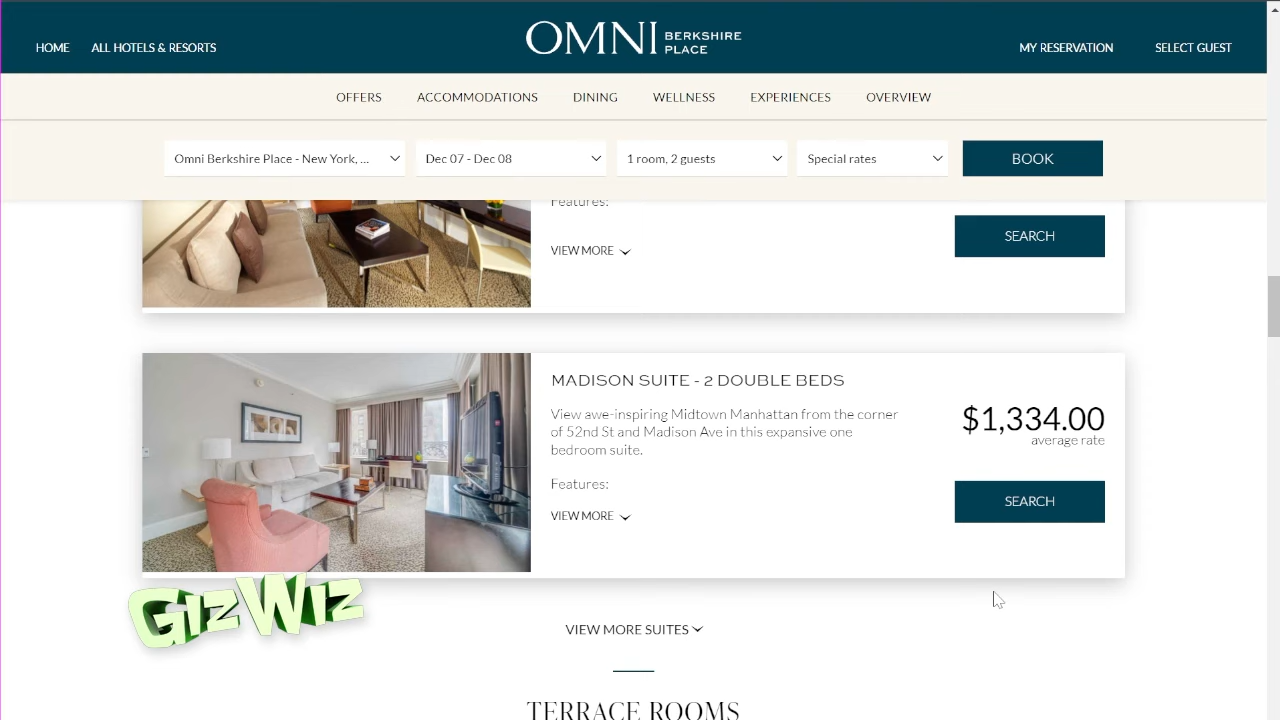 HOME
ALL HOTELS & RESORTS
OMNI BERKSHIRE PLACE
MY RESERVATION
SELECT GUEST
OFFERS
ACCOMMODATIONS
DINING
WELLNESS
EXPERIENCES
OVERVIEW
Omni Berkshire Place - New York, ...
Dec 07 - Dec 08
1 room, 2 guests
Special rates
BOOK
Features:
VIEW MORE
SEARCH
MADISON SUITE - 2 DOUBLE BEDS
View awe-inspiring Midtown Manhattan from the corner
of 52nd St and Madison Ave in this expansive one
bedroom suite.
Features:
VIEW MORE
$1,334.00
average rate
SEARCH
GizWiz
VIEW MORE SUITES
TERRACE ROOMS